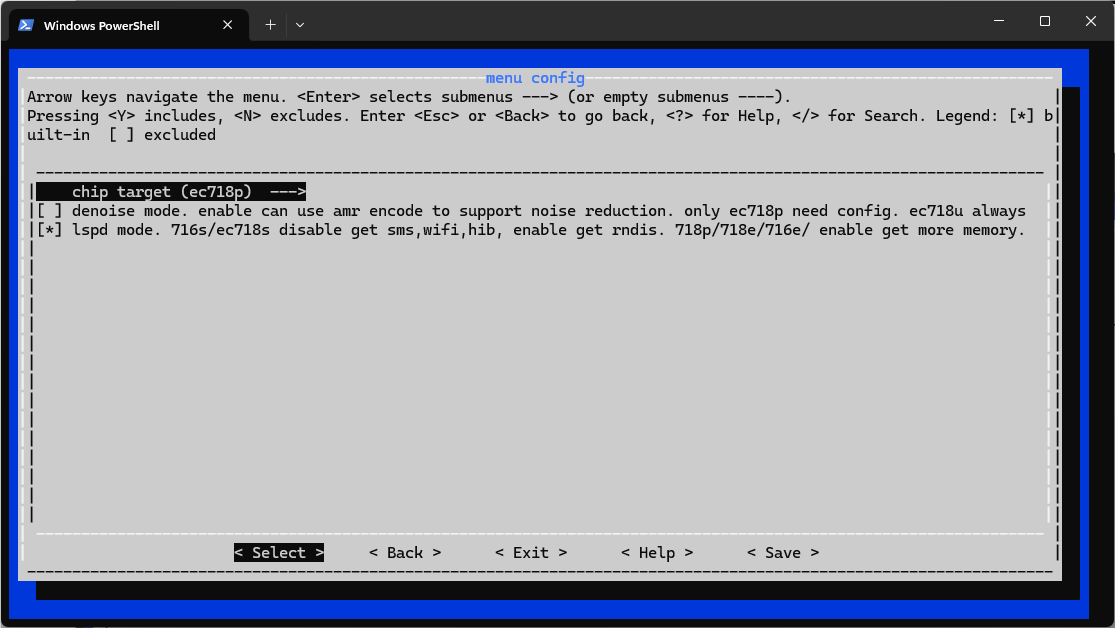 Windows PowerShell
menu config
Arrow keys navigate the menu. <Enter> selects submenus ---> (or empty submenus ----).
Pressing <Y> includes, <N> excludes. Enter <Esc> or <Back> to go back, <?> for Help, </> for Search. Legend: [*] b
uilt-in  [ ] excluded
chip target (ec718p)  --->
[ ] denoise mode. enable can use amr encode to support noise reduction. only ec718p need config. ec718u always
[*] lspd mode. 716s/ec718s disable get sms,wifi,hib, enable get rndis. 718p/718e/716e/ enable get more memory.
< Select >    < Back >    < Exit >    < Help >    < Save >